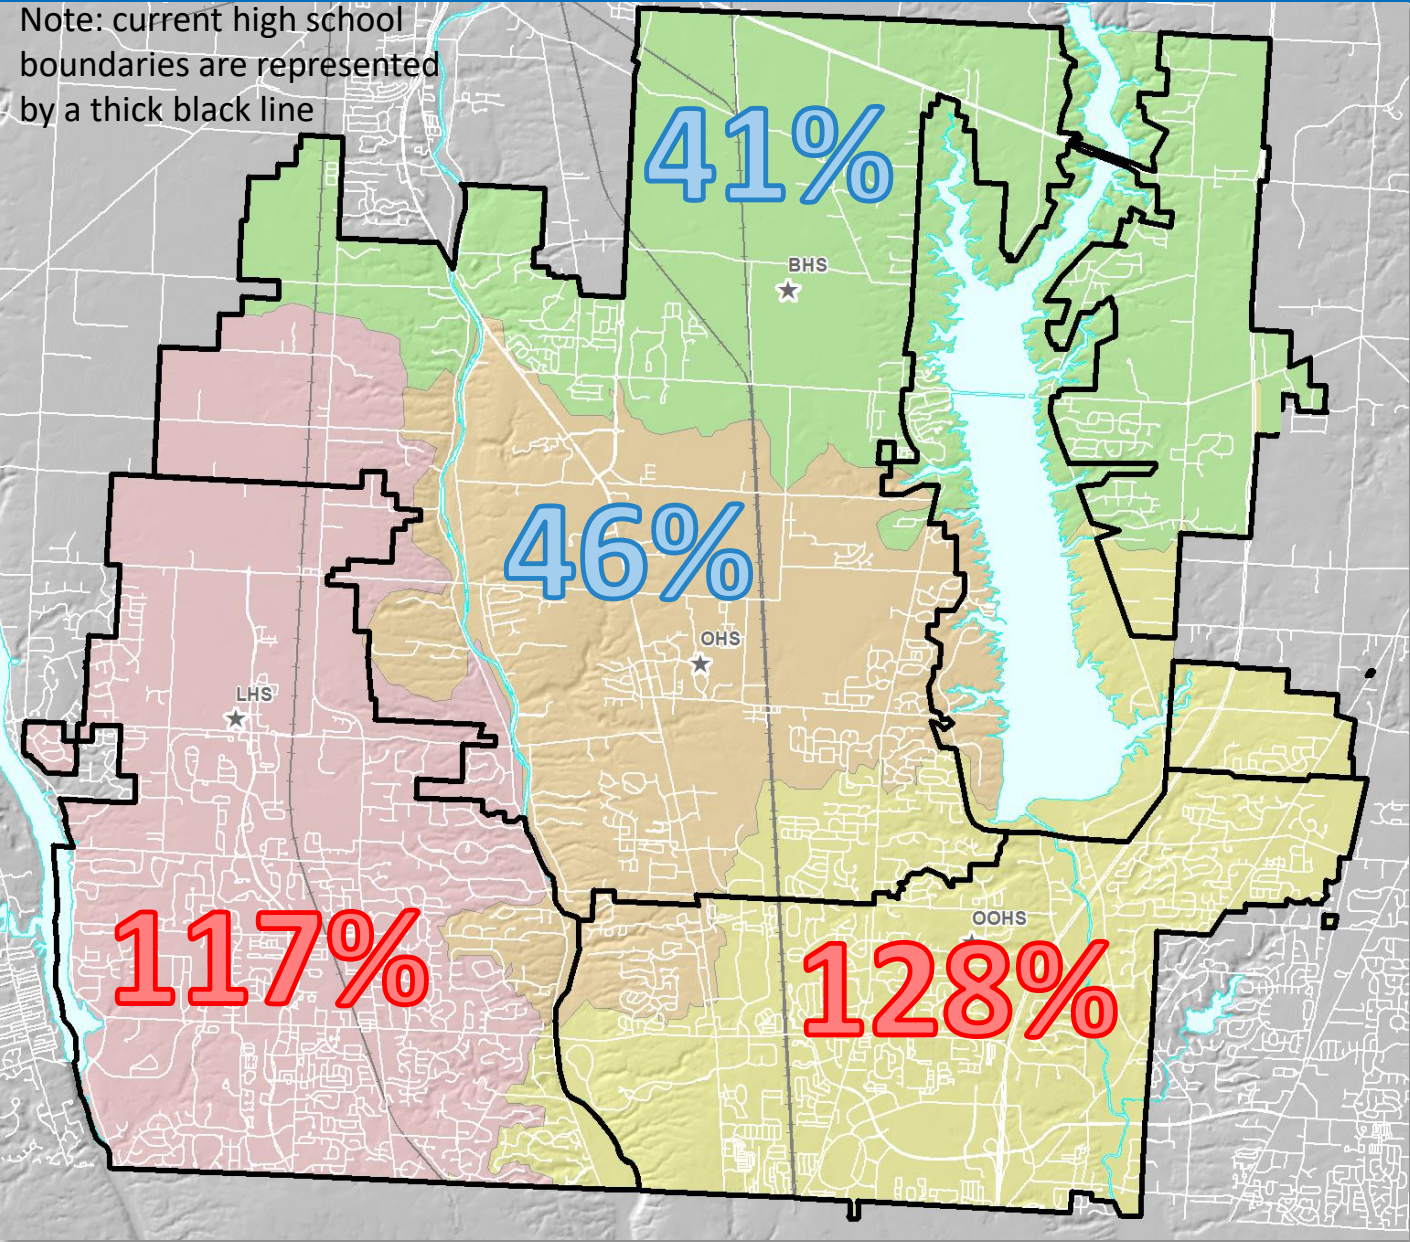 Note: current high school
boundaries are represented
by a thick black line
41%
BHS
46%
OHS
LHS
117%
OOHS
128%